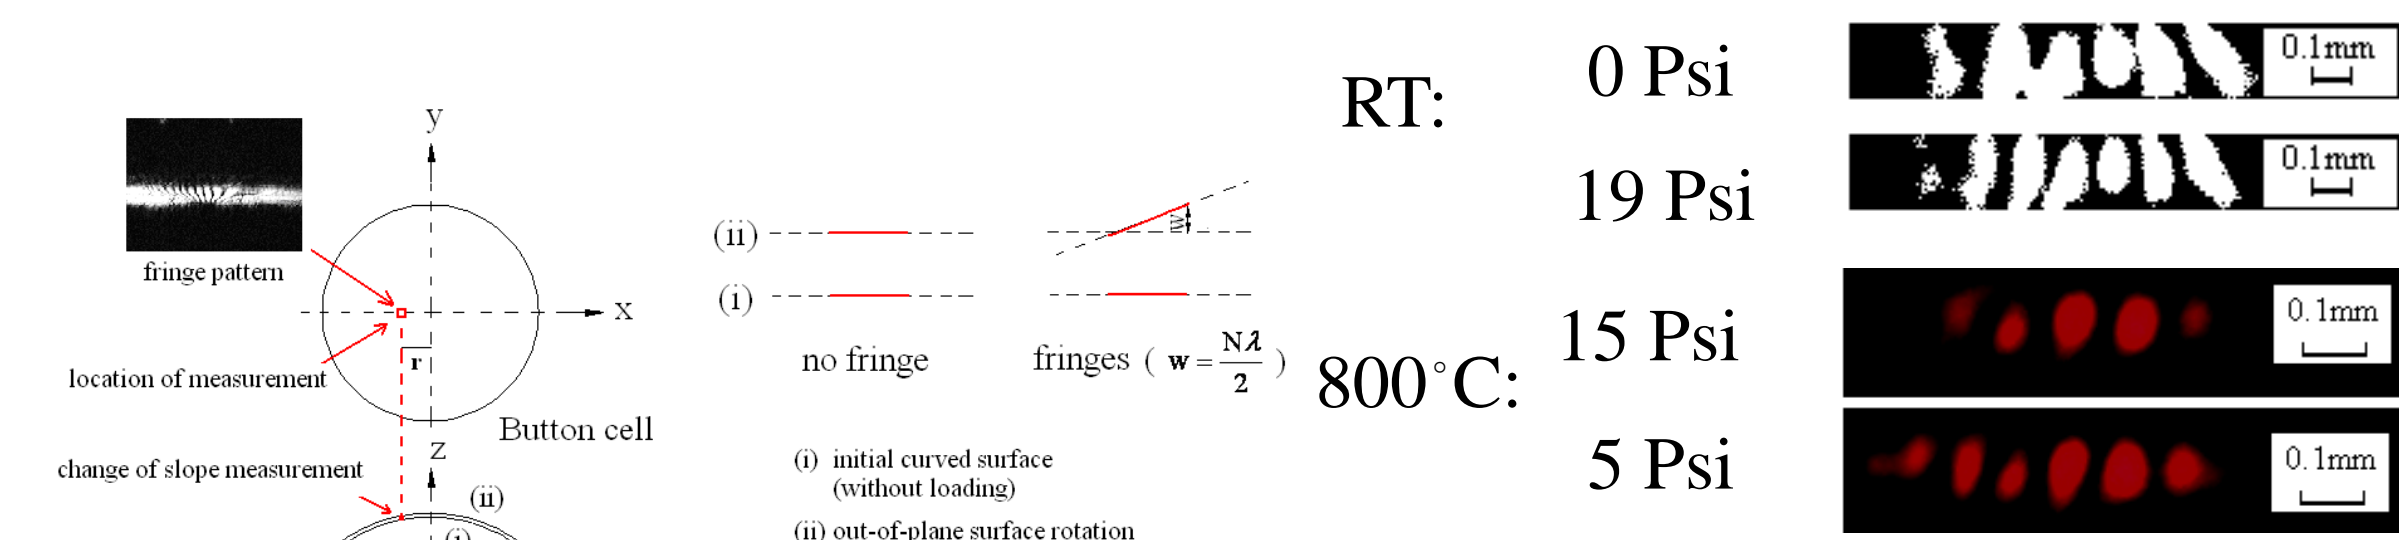 y
fringe pattern
x
location of measurement
r
Button cell
z
change of slope measurement
(ii)
(i)
(ii)
(i)
w
no fringe
fringes ( w = Nλ/2 )
(i) initial curved surface
(without loading)
(ii) out-of-plane surface rotation
RT:
0 Psi
0.1mm
19 Psi
0.1mm
800°C:
15 Psi
0.1mm
5 Psi
0.1mm